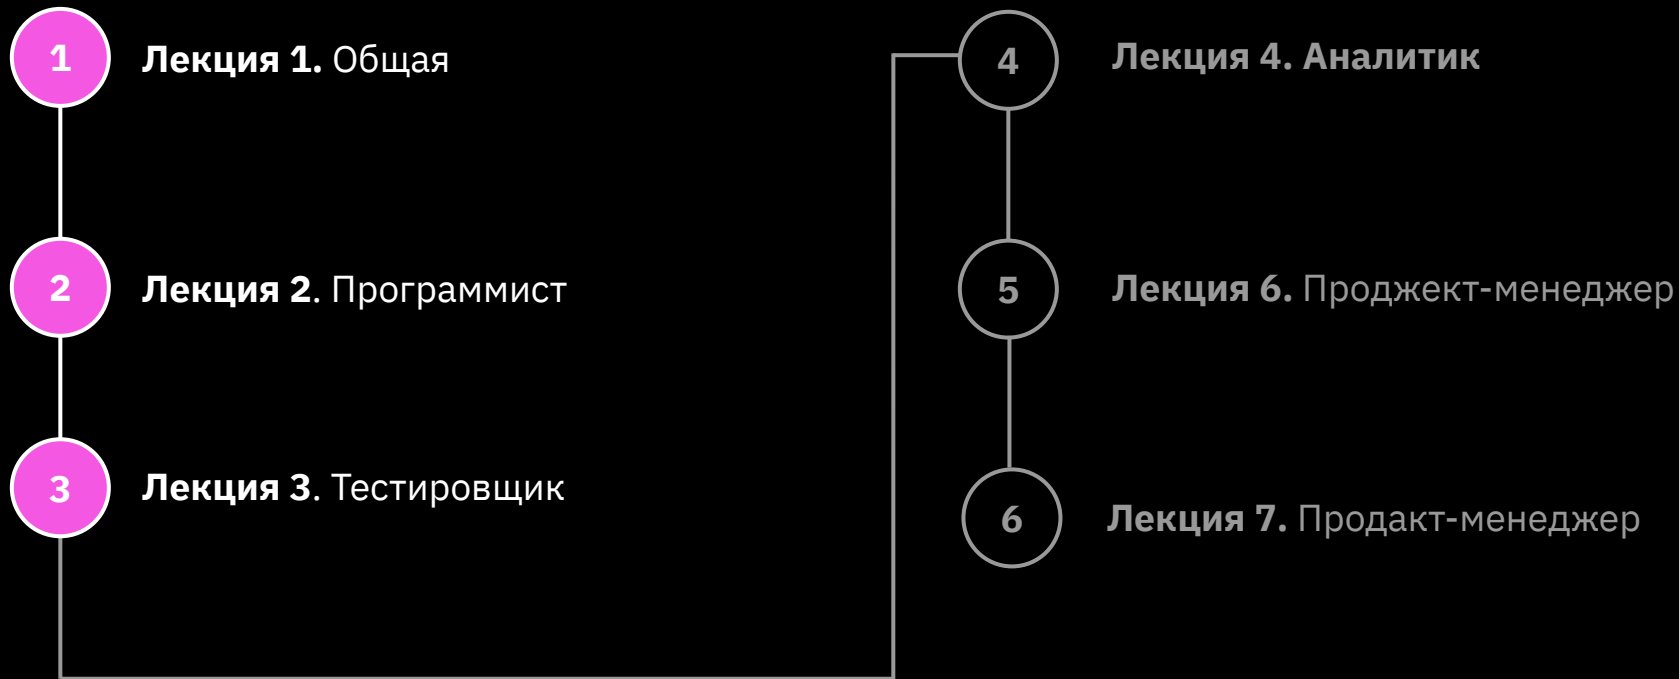 1
Лекция 1. Общая
2
Лекция 2. Программист
3
Лекция 3. Тестировщик
4
Лекция 4. Аналитик
5
Лекция 6. Проджект-менеджер
6
Лекция 7. Продакт-менеджер